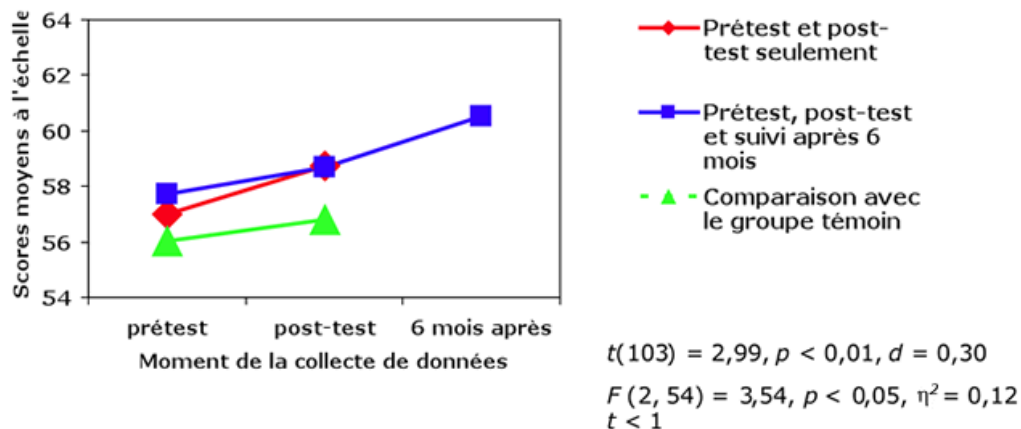 Scores moyens à l'échelle
64
62
60
58
56
54
prétest
post-test
6 mois après
Moment de la collecte de données
Prétest et post-
test seulement
Prétest, post-test
et suivi après 6
mois
Comparaison avec
le groupe témoin
t(103) = 2,99, p < 0,01, d = 0,30
F (2, 54) = 3,54, p < 0,05, η² = 0,12
t < 1